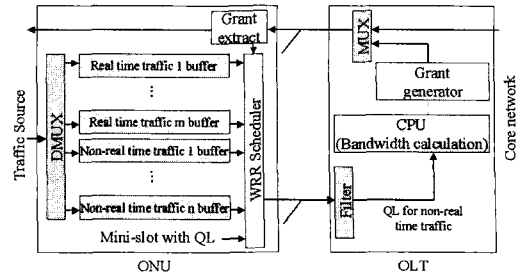 Grant
extract
MUX
Real time traffic 1 buffer
Grant
generator
Traffic Source
DMUX
Real time traffic m buffer
Non-real time traffic 1 buffer
WRR Scheduler
CPU
(Bandwidth calculation)
Core network
Non-real time traffic n buffer
Filter
QL for non-real
time traffic
Mini-slot with QL
ONU
OLT